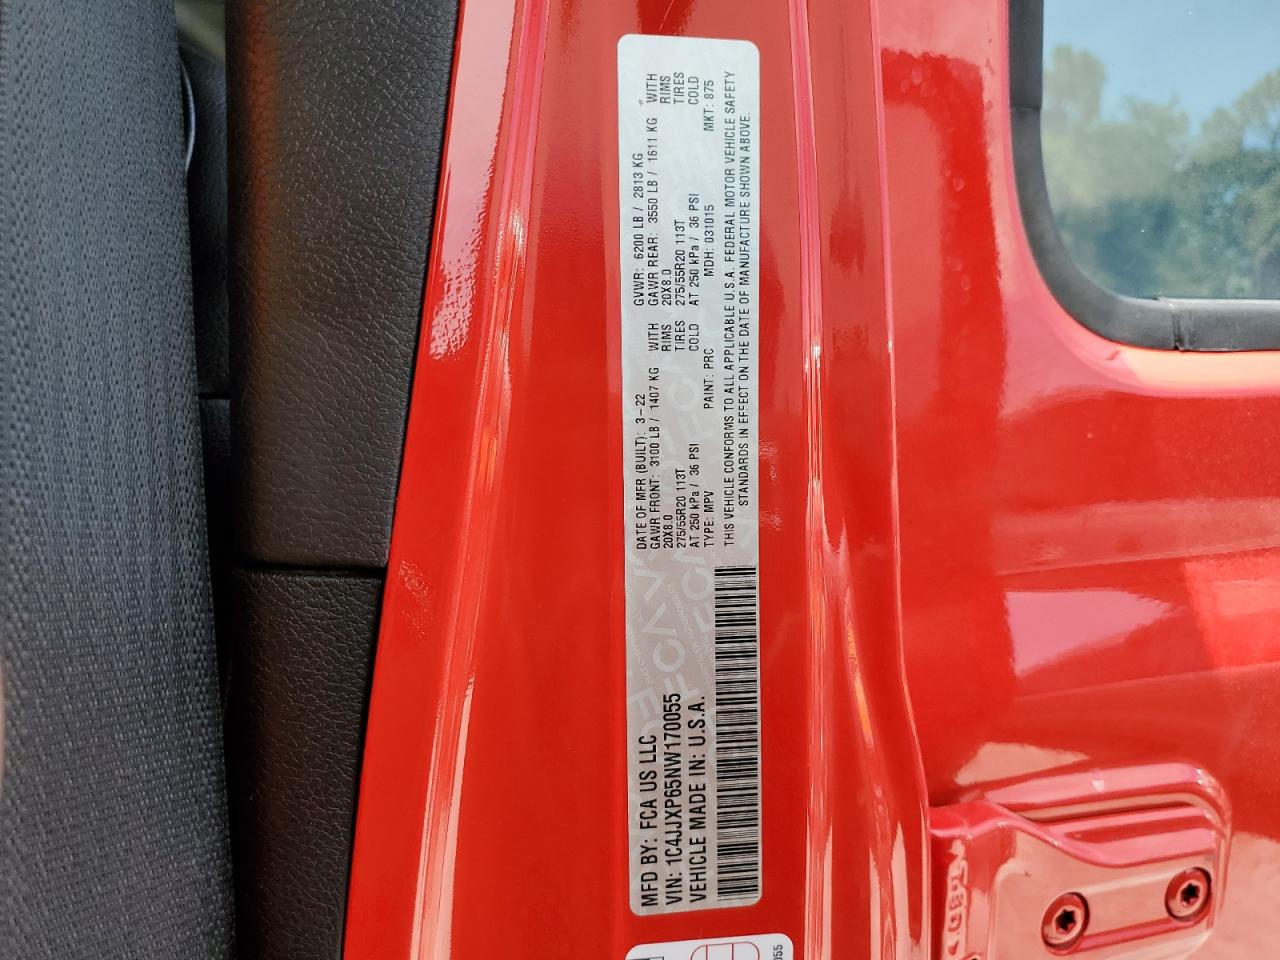 MFD BY: FCA US LLC
DATE OF MFR (BUILT): 3-22
GVWR: 6200 LB / 2813 KG
VIN: 1C4JJXP65NW170055
GAWR FRONT: 3100 LB / 1407 KG WITH
GAWR REAR: 3550 LB / 1611 KG WITH
20X8.0 RIMS
20X8.0 RIMS
275/55R20 113T TIRES
275/55R20 113T TIRES
VEHICLE MADE IN: U.S.A.
AT 250 kPa / 36 PSI COLD
AT 250 kPa / 36 PSI COLD
TYPE: MPV PAINT: PRC MDH: 031015 MKT: 875
THIS VEHICLE CONFORMS TO ALL APPLICABLE U.S.A. FEDERAL MOTOR VEHICLE SAFETY
STANDARDS IN EFFECT ON THE DATE OF MANUFACTURE SHOWN ABOVE.